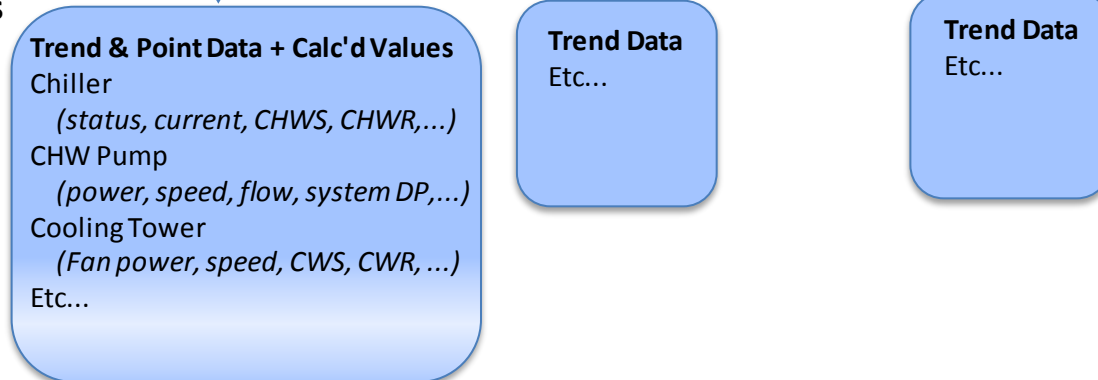 s
Trend & Point Data + Calc'd Values
Chiller
(status, current, CHWS, CHWR,...)
CHW Pump
(power, speed, flow, system DP,...)
Cooling Tower
(Fan power, speed, CWS, CWR, ...)
Etc...
Trend Data
Etc...
Trend Data
Etc...